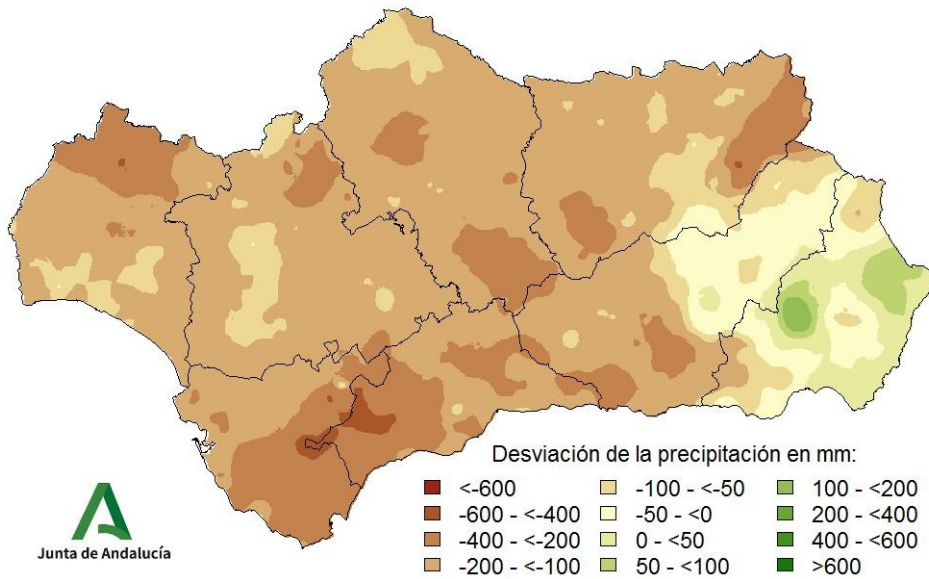 Desviación de la precipitación en mm:
<-600
-600 - <-400
-400 - <-200
-200 - <-100
-100 - <-50
-50 - <0
0 - <50
50 - <100
100 - <200
200 - <400
400 - <600
>600
Junta de Andalucía